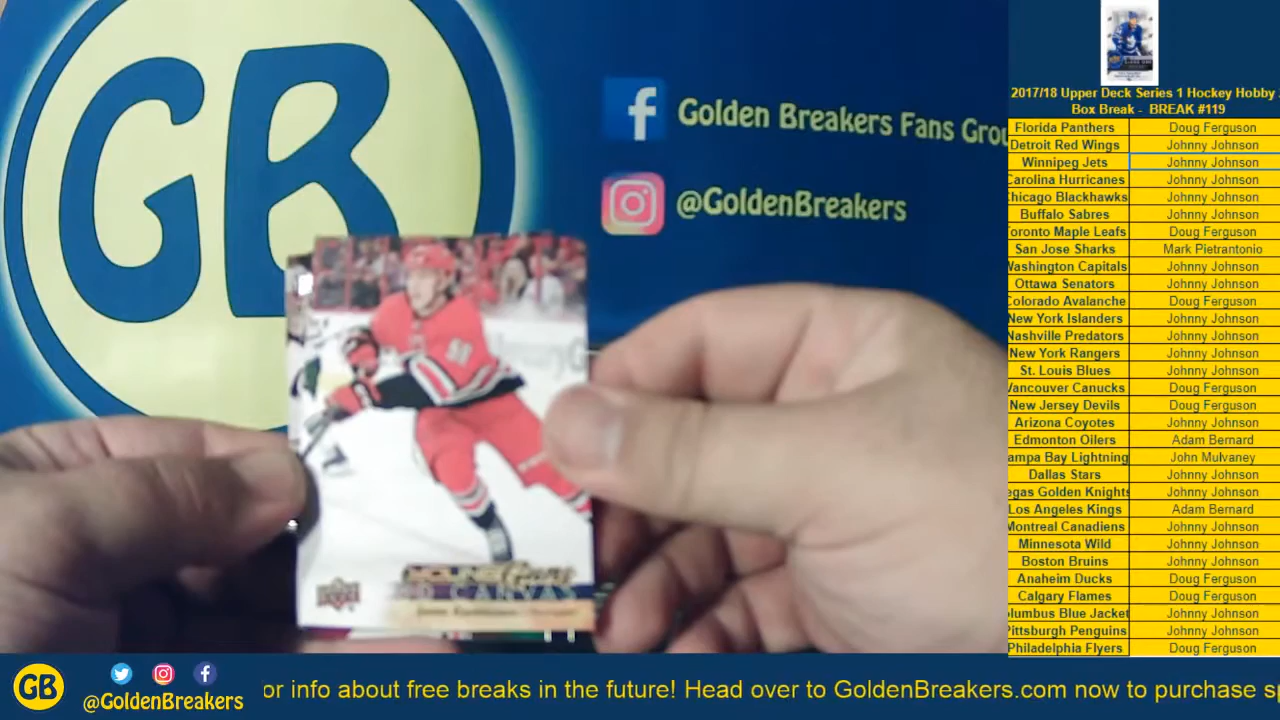 GB
f Golden Breakers Fans Grou
@GoldenBreakers
YOUNG Guns
CANVAS
2017/18 Upper Deck Series 1 Hockey Hobby
Box Break - BREAK #119
Florida Panthers Doug Ferguson
Detroit Red Wings Johnny Johnson
Winnipeg Jets Johnny Johnson
Carolina Hurricanes Johnny Johnson
Chicago Blackhawks Johnny Johnson
Buffalo Sabres Johnny Johnson
Toronto Maple Leafs Doug Ferguson
San Jose Sharks Mark Pietrantonio
Washington Capitals Johnny Johnson
Ottawa Senators Johnny Johnson
Colorado Avalanche Doug Ferguson
New York Islanders Johnny Johnson
Nashville Predators Johnny Johnson
New York Rangers Johnny Johnson
St. Louis Blues Johnny Johnson
Vancouver Canucks Doug Ferguson
New Jersey Devils Doug Ferguson
Arizona Coyotes Johnny Johnson
Edmonton Oilers Adam Bernard
ampa Bay Lightning John Mulvaney
Dallas Stars Johnny Johnson
egas Golden Knights Johnny Johnson
Los Angeles Kings Adam Bernard
Montreal Canadiens Johnny Johnson
Minnesota Wild Johnny Johnson
Boston Bruins Johnny Johnson
Anaheim Ducks Doug Ferguson
Calgary Flames Doug Ferguson
olumbus Blue Jacket Johnny Johnson
Pittsburgh Penguins Johnny Johnson
Philadelphia Flyers Doug Ferguson
GB
@GoldenBreakers
or info about free breaks in the future! Head over to GoldenBreakers.com now to purchase sp